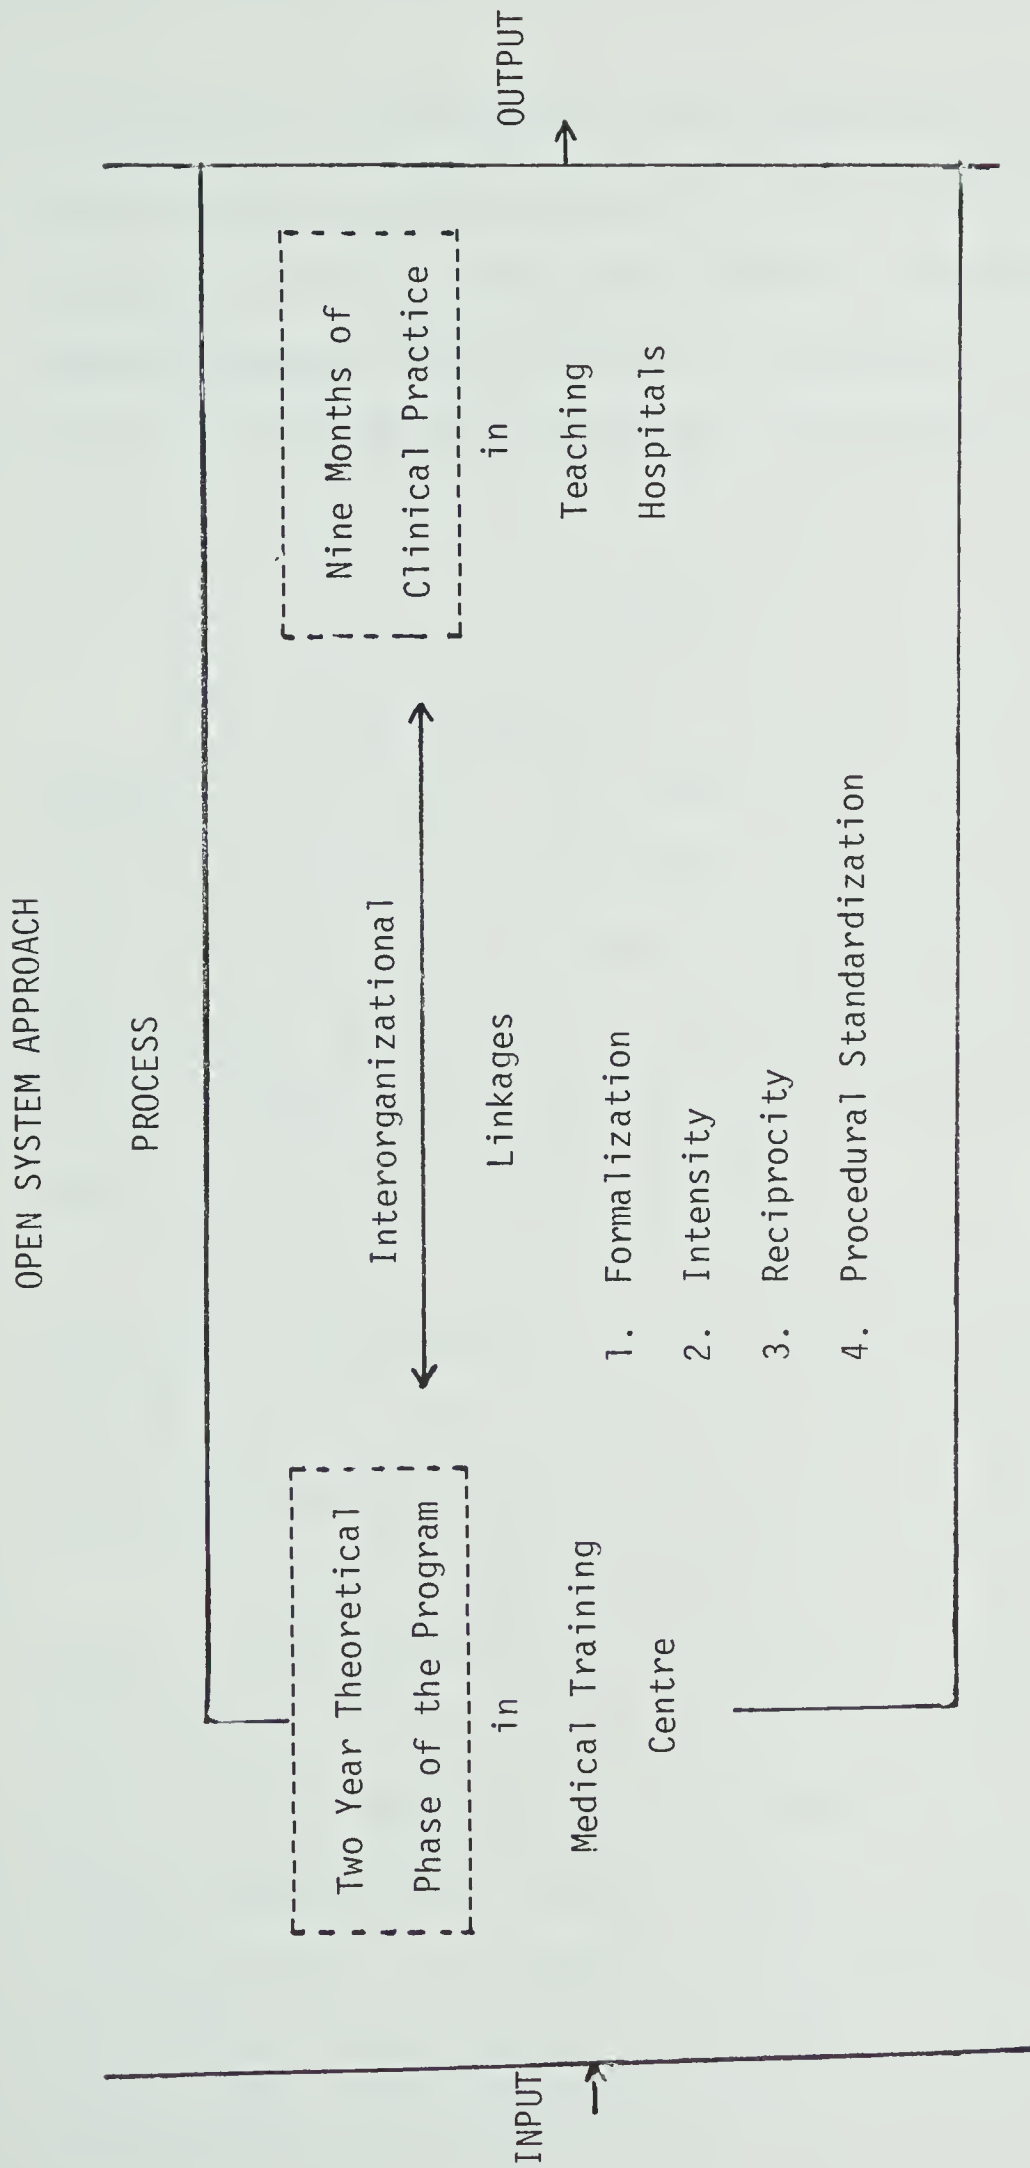 OPEN SYSTEM APPROACH
PROCESS
INPUT
Two Year Theoretical
Phase of the Program
in
Medical Training
Centre
Interorganizational
Linkages
1. Formalization
2. Intensity
3. Reciprocity
4. Procedural Standardization
Nine Months of
Clinical Practice
in
Teaching
Hospitals
OUTPUT